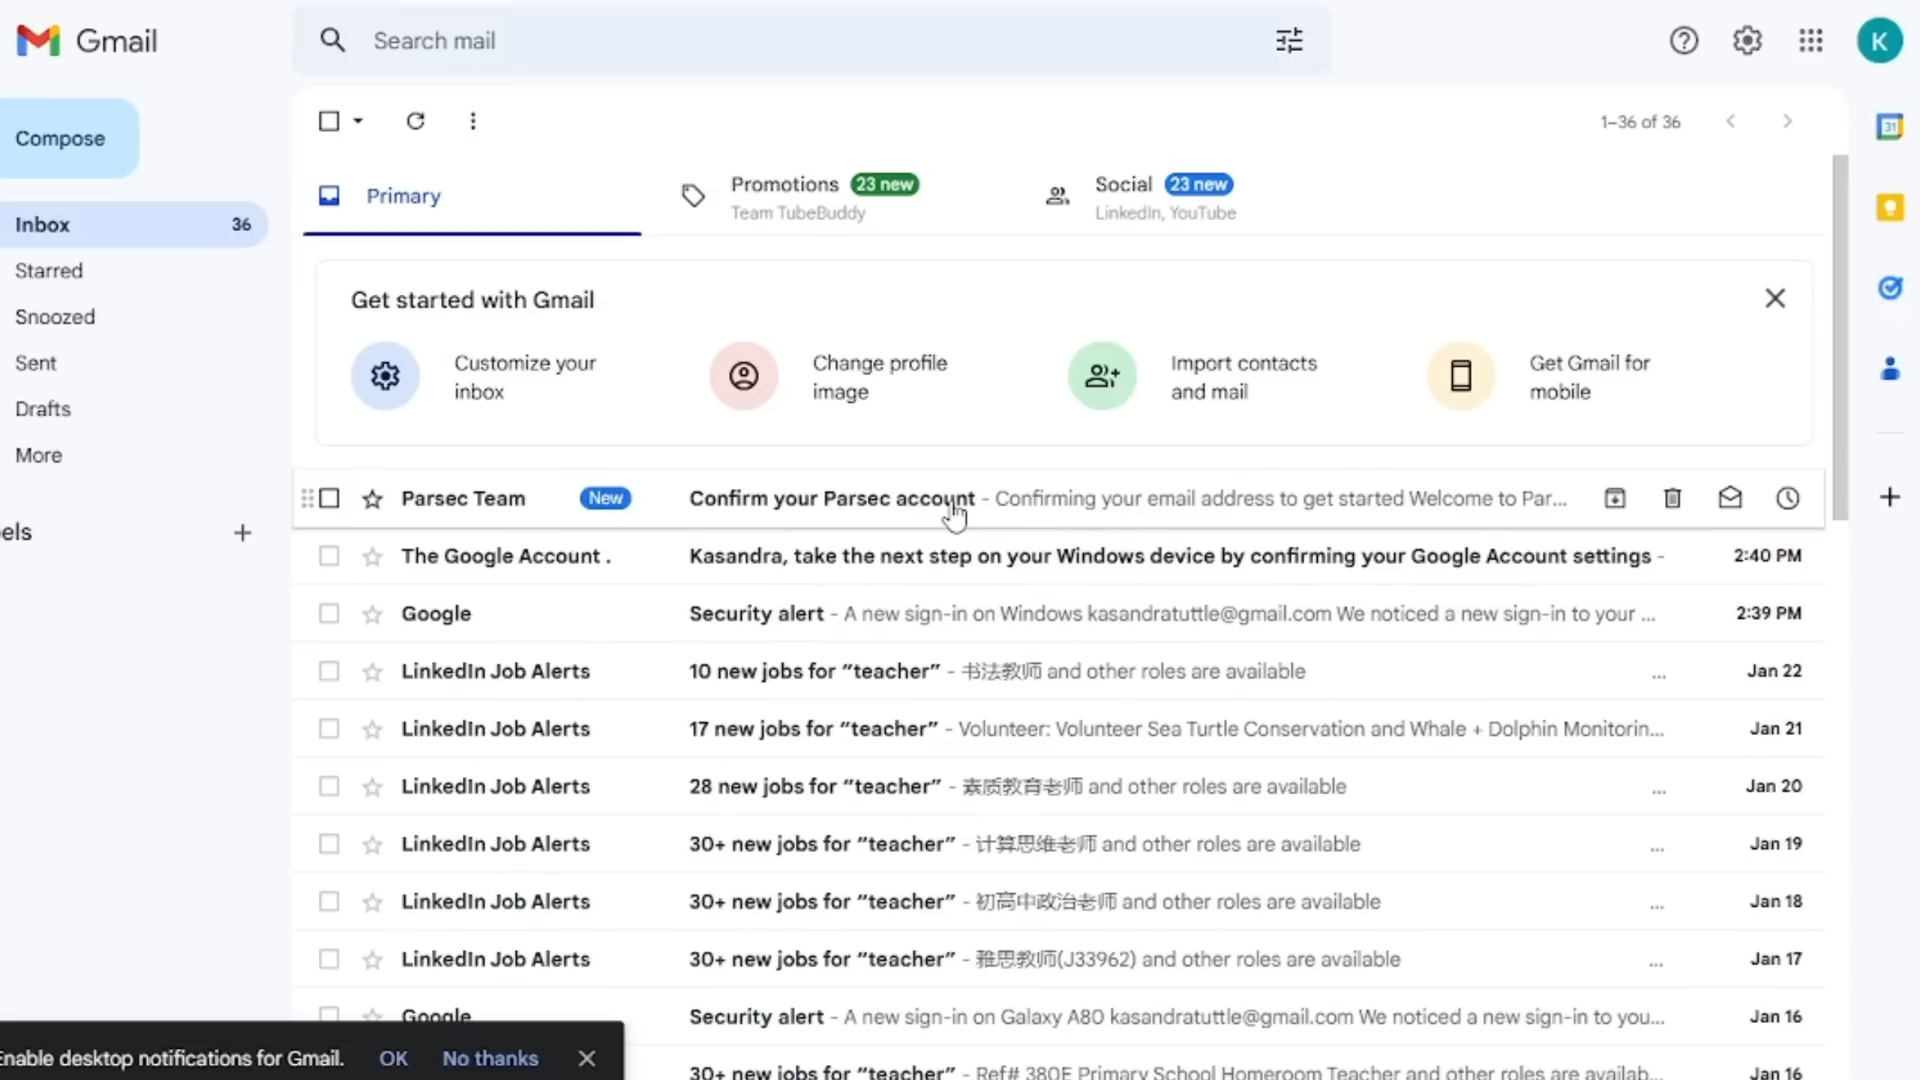 Gmail
Search mail
K
Compose
1–36 of 36
31
Primary
Promotions 23 new
Team TubeBuddy
Social 23 new
LinkedIn, YouTube
Inbox 36
Starred
Snoozed
Sent
Drafts
More
els
Get started with Gmail
Customize your
inbox
Change profile
image
Import contacts
and mail
Get Gmail for
mobile
Parsec Team New Confirm your Parsec account - Confirming your email address to get started Welcome to Par...
The Google Account . Kasandra, take the next step on your Windows device by confirming your Google Account settings - 2:40 PM
Google Security alert - A new sign-in on Windows kasandratuttle@gmail.com We noticed a new sign-in to your ... 2:39 PM
LinkedIn Job Alerts 10 new jobs for “teacher” - 书法教师 and other roles are available ... Jan 22
LinkedIn Job Alerts 17 new jobs for “teacher” - Volunteer: Volunteer Sea Turtle Conservation and Whale + Dolphin Monitorin... Jan 21
LinkedIn Job Alerts 28 new jobs for “teacher” - 素质教育老师 and other roles are available ... Jan 20
LinkedIn Job Alerts 30+ new jobs for “teacher” - 计算思维老师 and other roles are available ... Jan 19
LinkedIn Job Alerts 30+ new jobs for “teacher” - 初高中政治老师 and other roles are available ... Jan 18
LinkedIn Job Alerts 30+ new jobs for “teacher” - 雅思教师(J33962) and other roles are available ... Jan 17
Google Security alert - A new sign-in on Galaxy A80 kasandratuttle@gmail.com We noticed a new sign-in to you... Jan 16
30+ new jobs for “teacher” - Ref# 380E Primary School Homeroom Teacher and other roles are availab... Jan 16
Enable desktop notifications for Gmail. OK No thanks